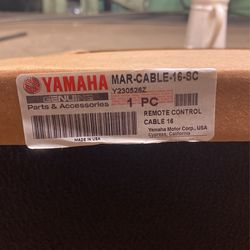 YAMAHA
GENUINE
Parts & Accessories
MADE IN USA
MAR-CABLE-16-SC
Y230526Z
1 PC
REMOTE CONTROL
CABLE 16
Yamaha Motor Corp., USA
Cypress, California